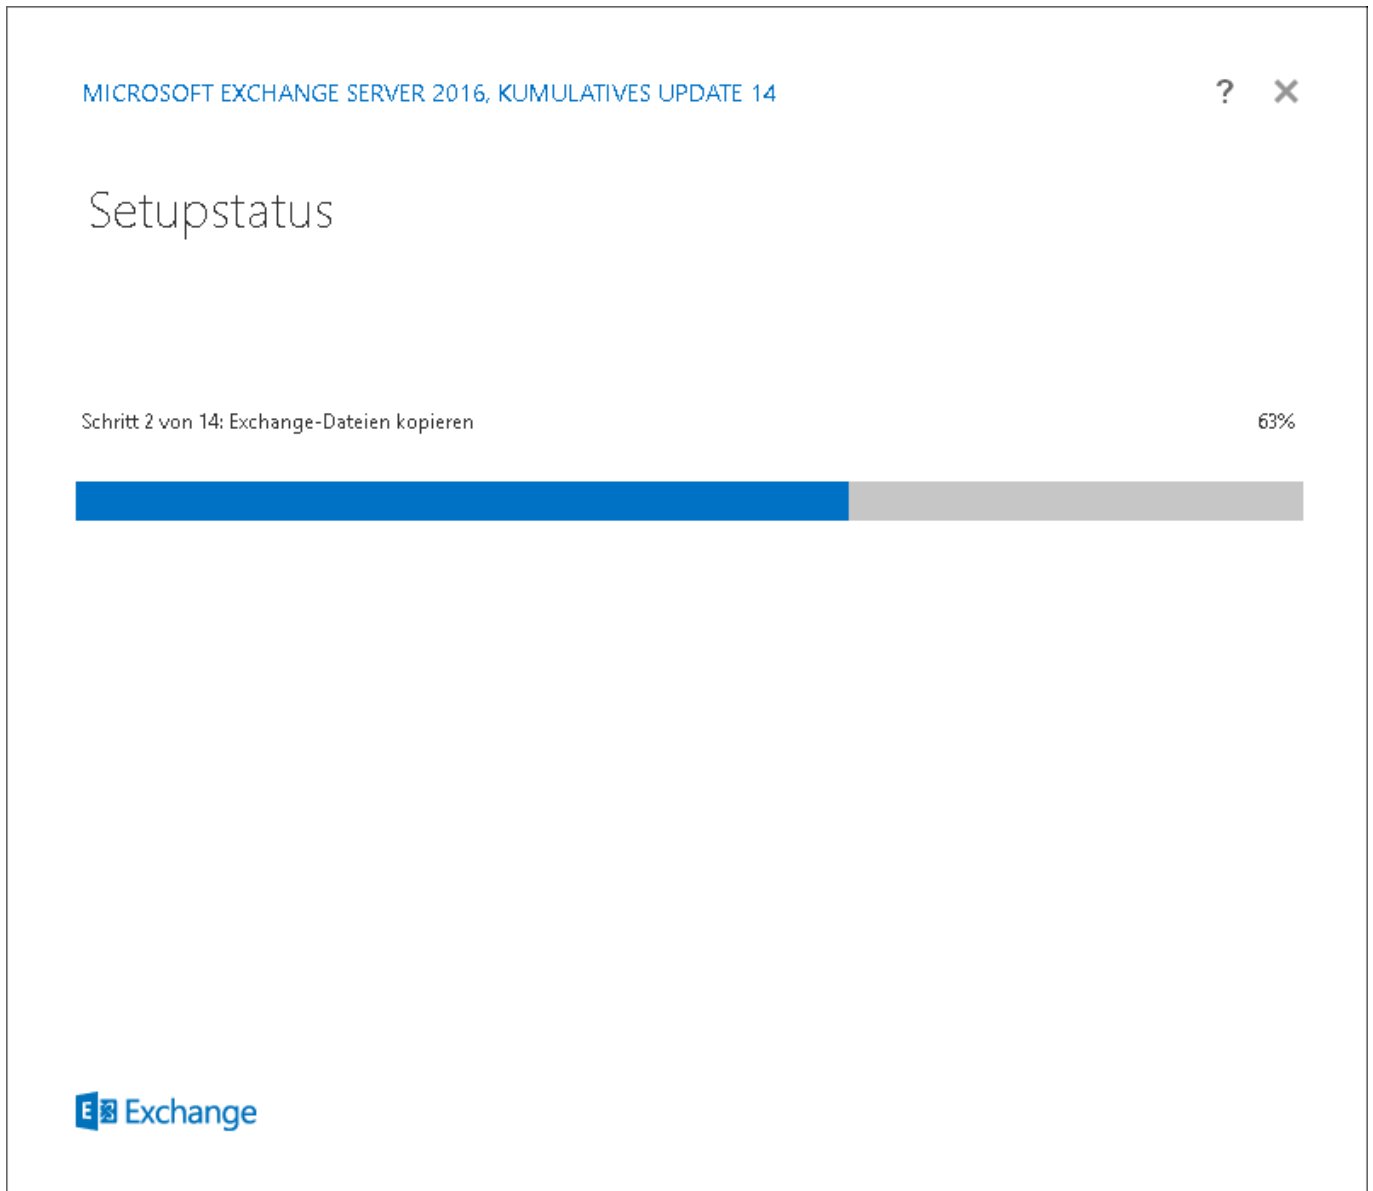 MICROSOFT EXCHANGE SERVER 2016, KUMULATIVES UPDATE 14 ?
Setupstatus
Schritt 2 von 14: Exchange-Dateien kopieren 63%
Exchange